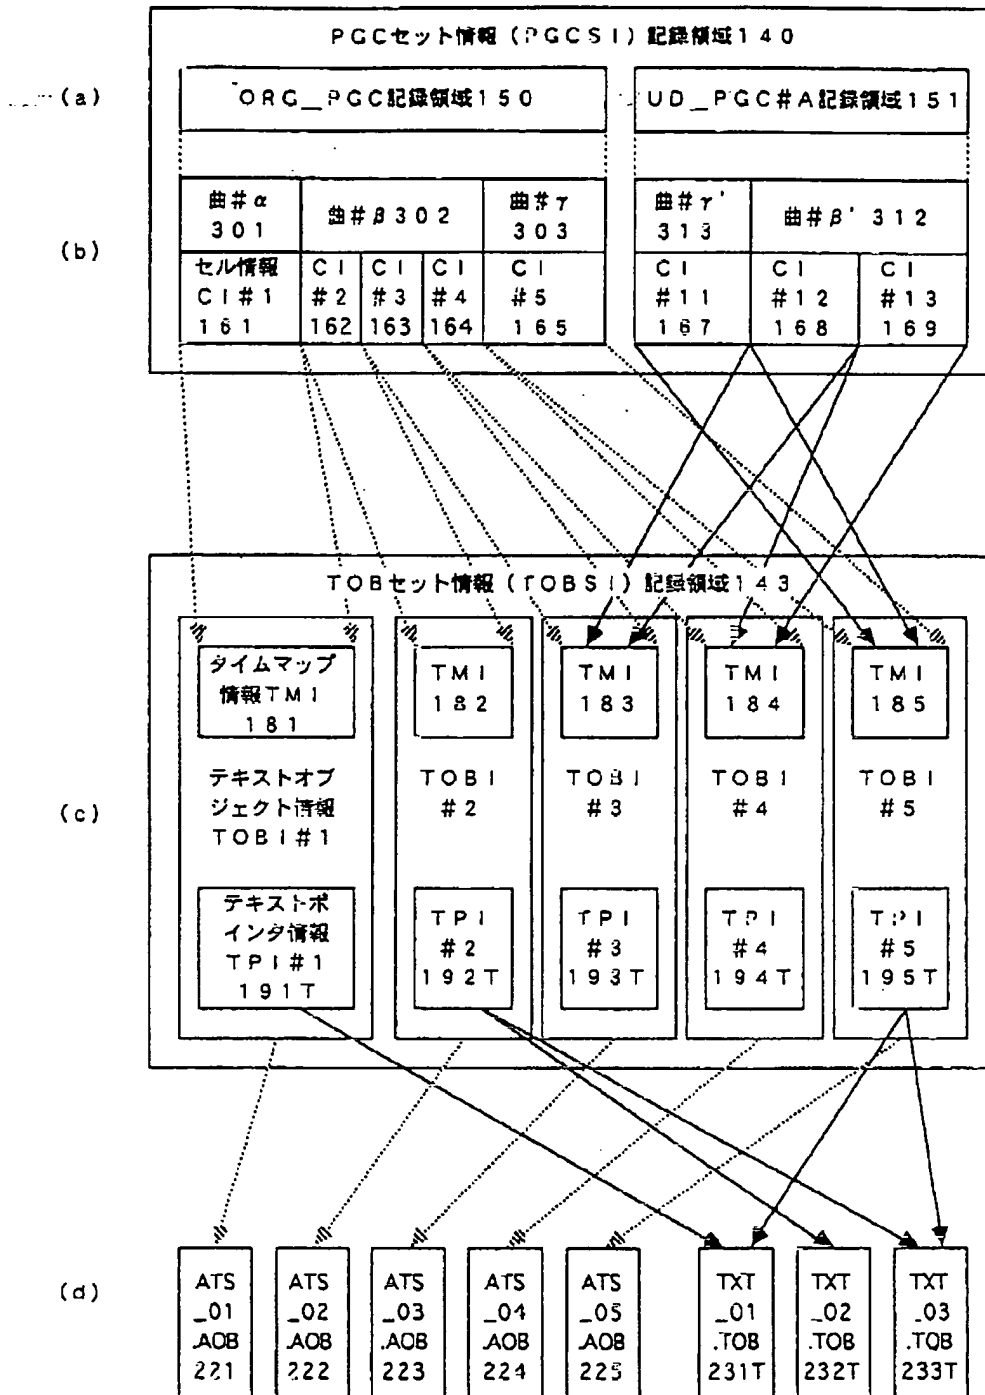 PGCセット情報(PGCSI)記録領域140
(a)
ORG_PGC記録領域150
UD_PGC#A記録領域151
(b)
曲#α
301
曲#β302
曲#γ
303
曲#γ'
313
曲#β'312
セル情報
CI#1
161
CI
#2
162
CI
#3
163
CI
#4
164
CI
#5
165
CI
#11
167
CI
#12
168
CI
#13
169
TOBセット情報(TOBSI)記録領域143
(c)
タイムマップ
情報TMI
181
TMI
182
TMI
183
TMI
184
TMI
185
テキストオブ
ジェクト情報
TOBI#1
TOBI
#2
TOBI
#3
TOBI
#4
TOBI
#5
テキストポ
インタ情報
TPI#1
191T
TPI
#2
192T
TPI
#3
193T
TPI
#4
194T
TPI
#5
195T
(d)
ATS
_01
.AOB
221
ATS
_02
.AOB
222
ATS
_03
.AOB
223
ATS
_04
.AOB
224
ATS
_05
.AOB
225
TXT
_01
.TOB
231T
TXT
_02
.TOB
232T
TXT
_03
.TOB
233T